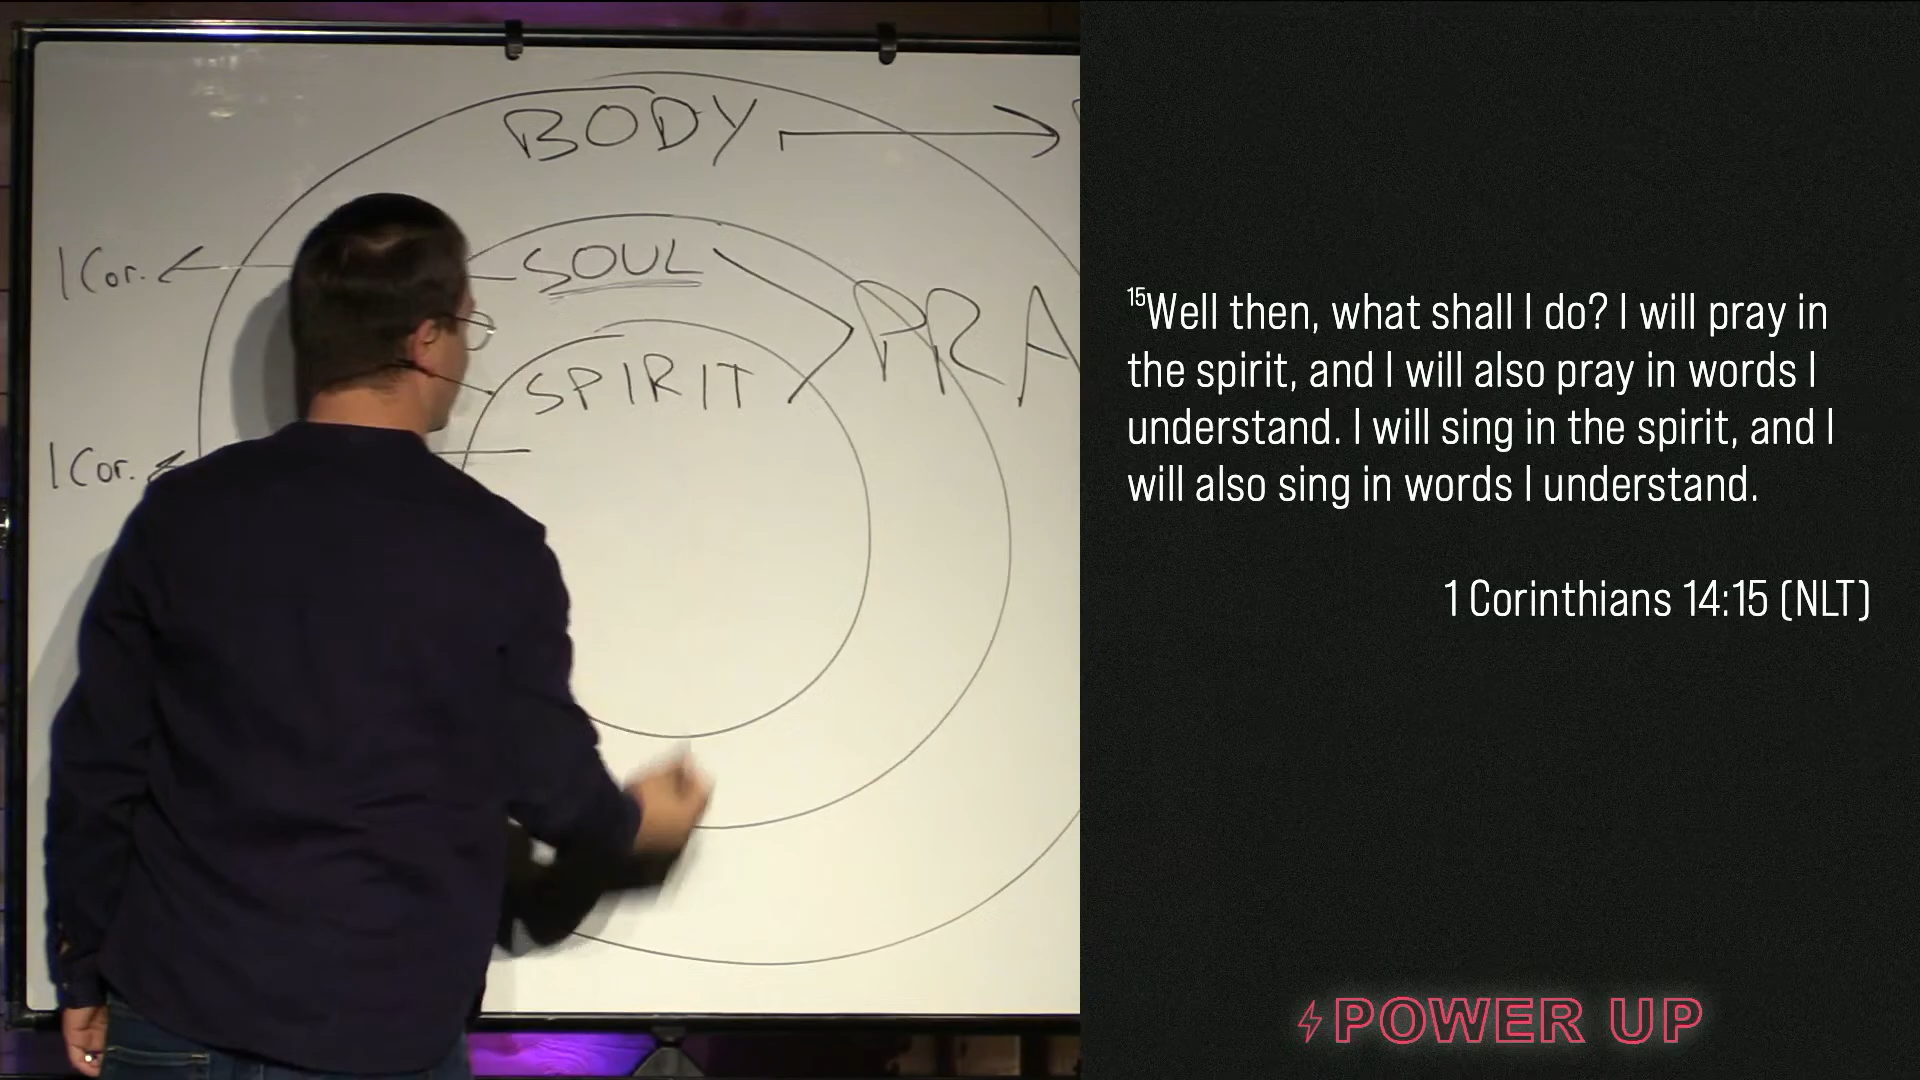 BODY
1 Cor.
SOUL
PRA
SPIRIT
1 Cor.
15Well then, what shall I do? I will pray in
the spirit, and I will also pray in words I
understand. I will sing in the spirit, and I
will also sing in words I understand.
1 Corinthians 14:15 (NLT)
POWER UP